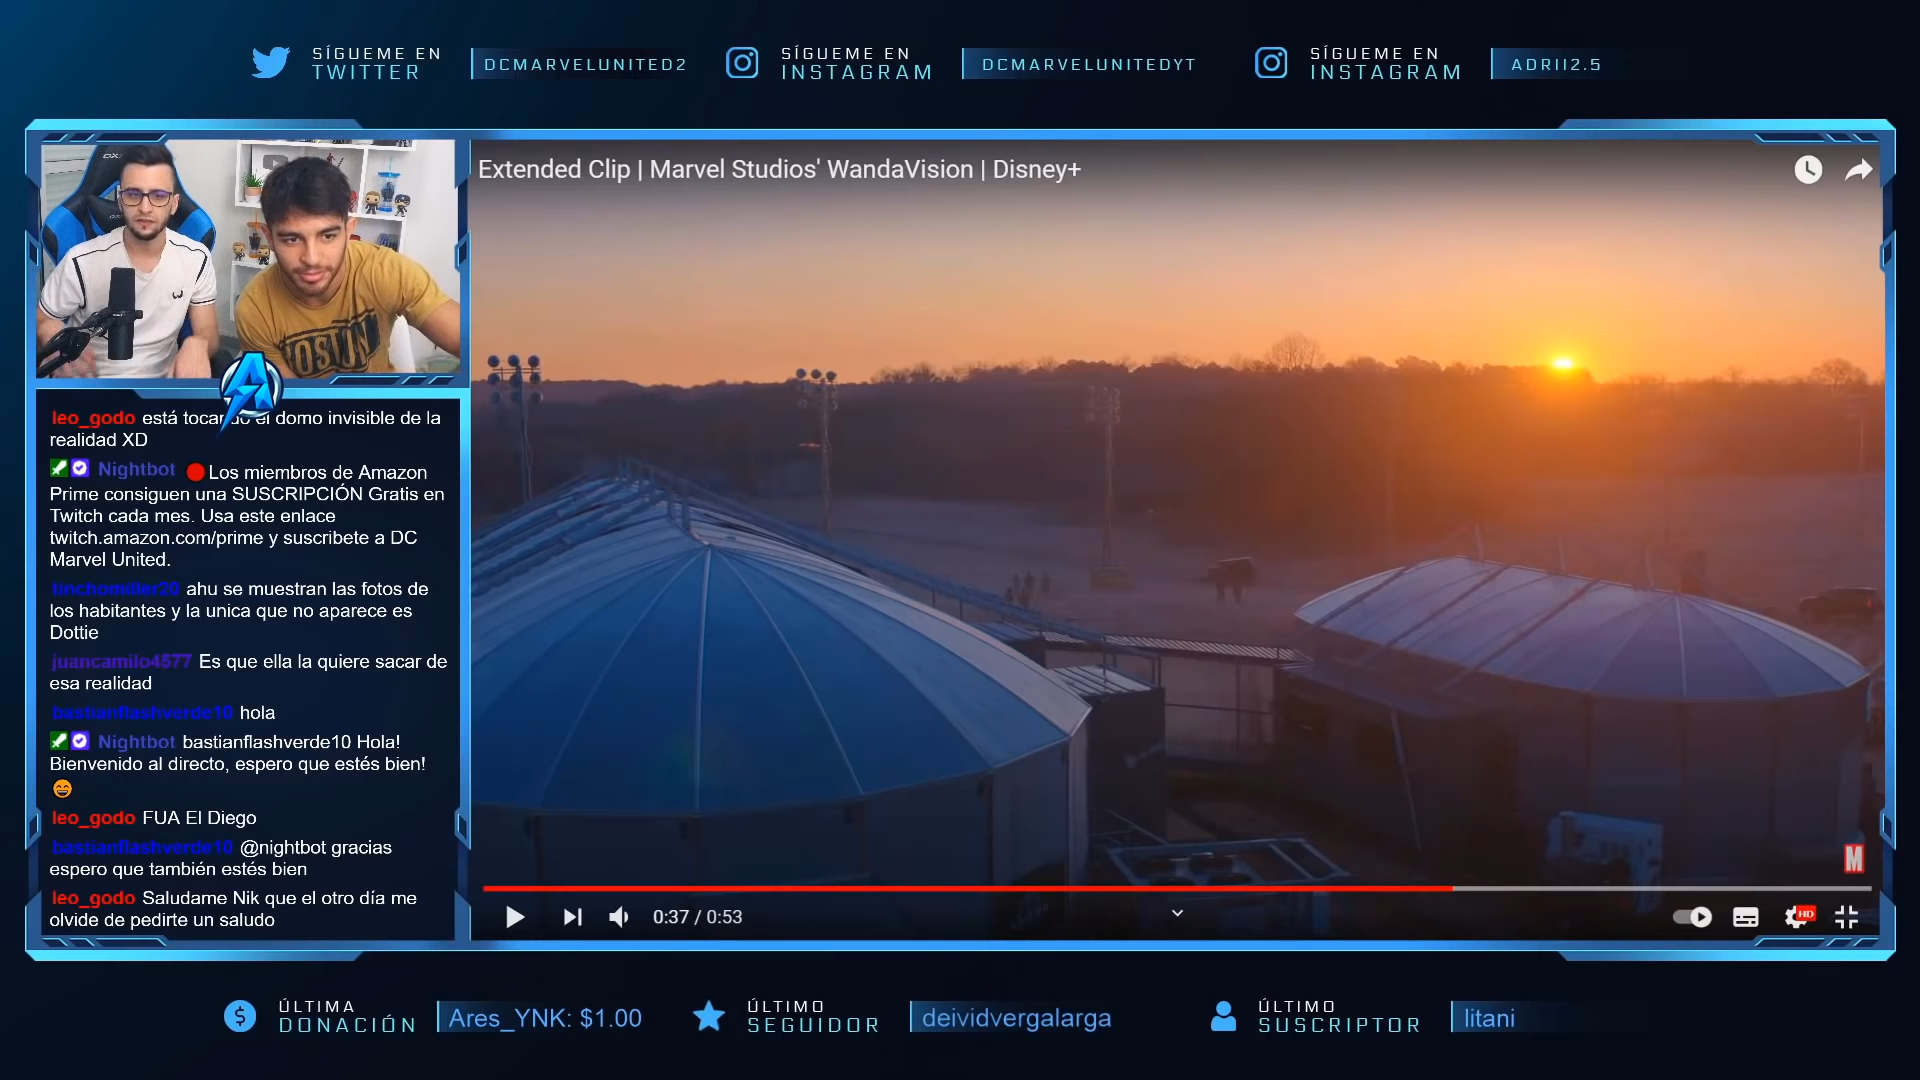 SÍGUEME EN
TWITTER
DCMARVELUNITED2
SÍGUEME EN
INSTAGRAM
DCMARVELUNITEDYT
SÍGUEME EN
INSTAGRAM
ADRII2.5
Extended Clip | Marvel Studios' WandaVision | Disney+
leo_godo está tocando el domo invisible de la
realidad XD
Nightbot Los miembros de Amazon
Prime consiguen una SUSCRIPCIÓN Gratis en
Twitch cada mes. Usa este enlace
twitch.amazon.com/prime y suscribete a DC
Marvel United.
tinchomiller20 ahu se muestran las fotos de
los habitantes y la unica que no aparece es
Dottie
juancamilo4577 Es que ella la quiere sacar de
esa realidad
bastianflashverde10 hola
Nightbot bastianflashverde10 Hola!
Bienvenido al directo, espero que estés bien!
leo_godo FUA El Diego
bastianflashverde10 @nightbot gracias
espero que también estés bien
leo_godo Saludame Nik que el otro día me
olvide de pedirte un saludo
M
0:37 / 0:53
HD
ÚLTIMA
DONACIÓN
Ares_YNK: $1.00
ÚLTIMO
SEGUIDOR
deividvergalarga
ÚLTIMO
SUSCRIPTOR
litani